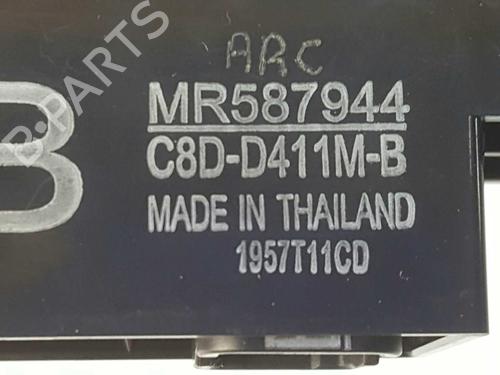 ARC
MR587944
B
C8D-D411M-B
MADE IN THAILAND
1957T11CD
B-PARTS